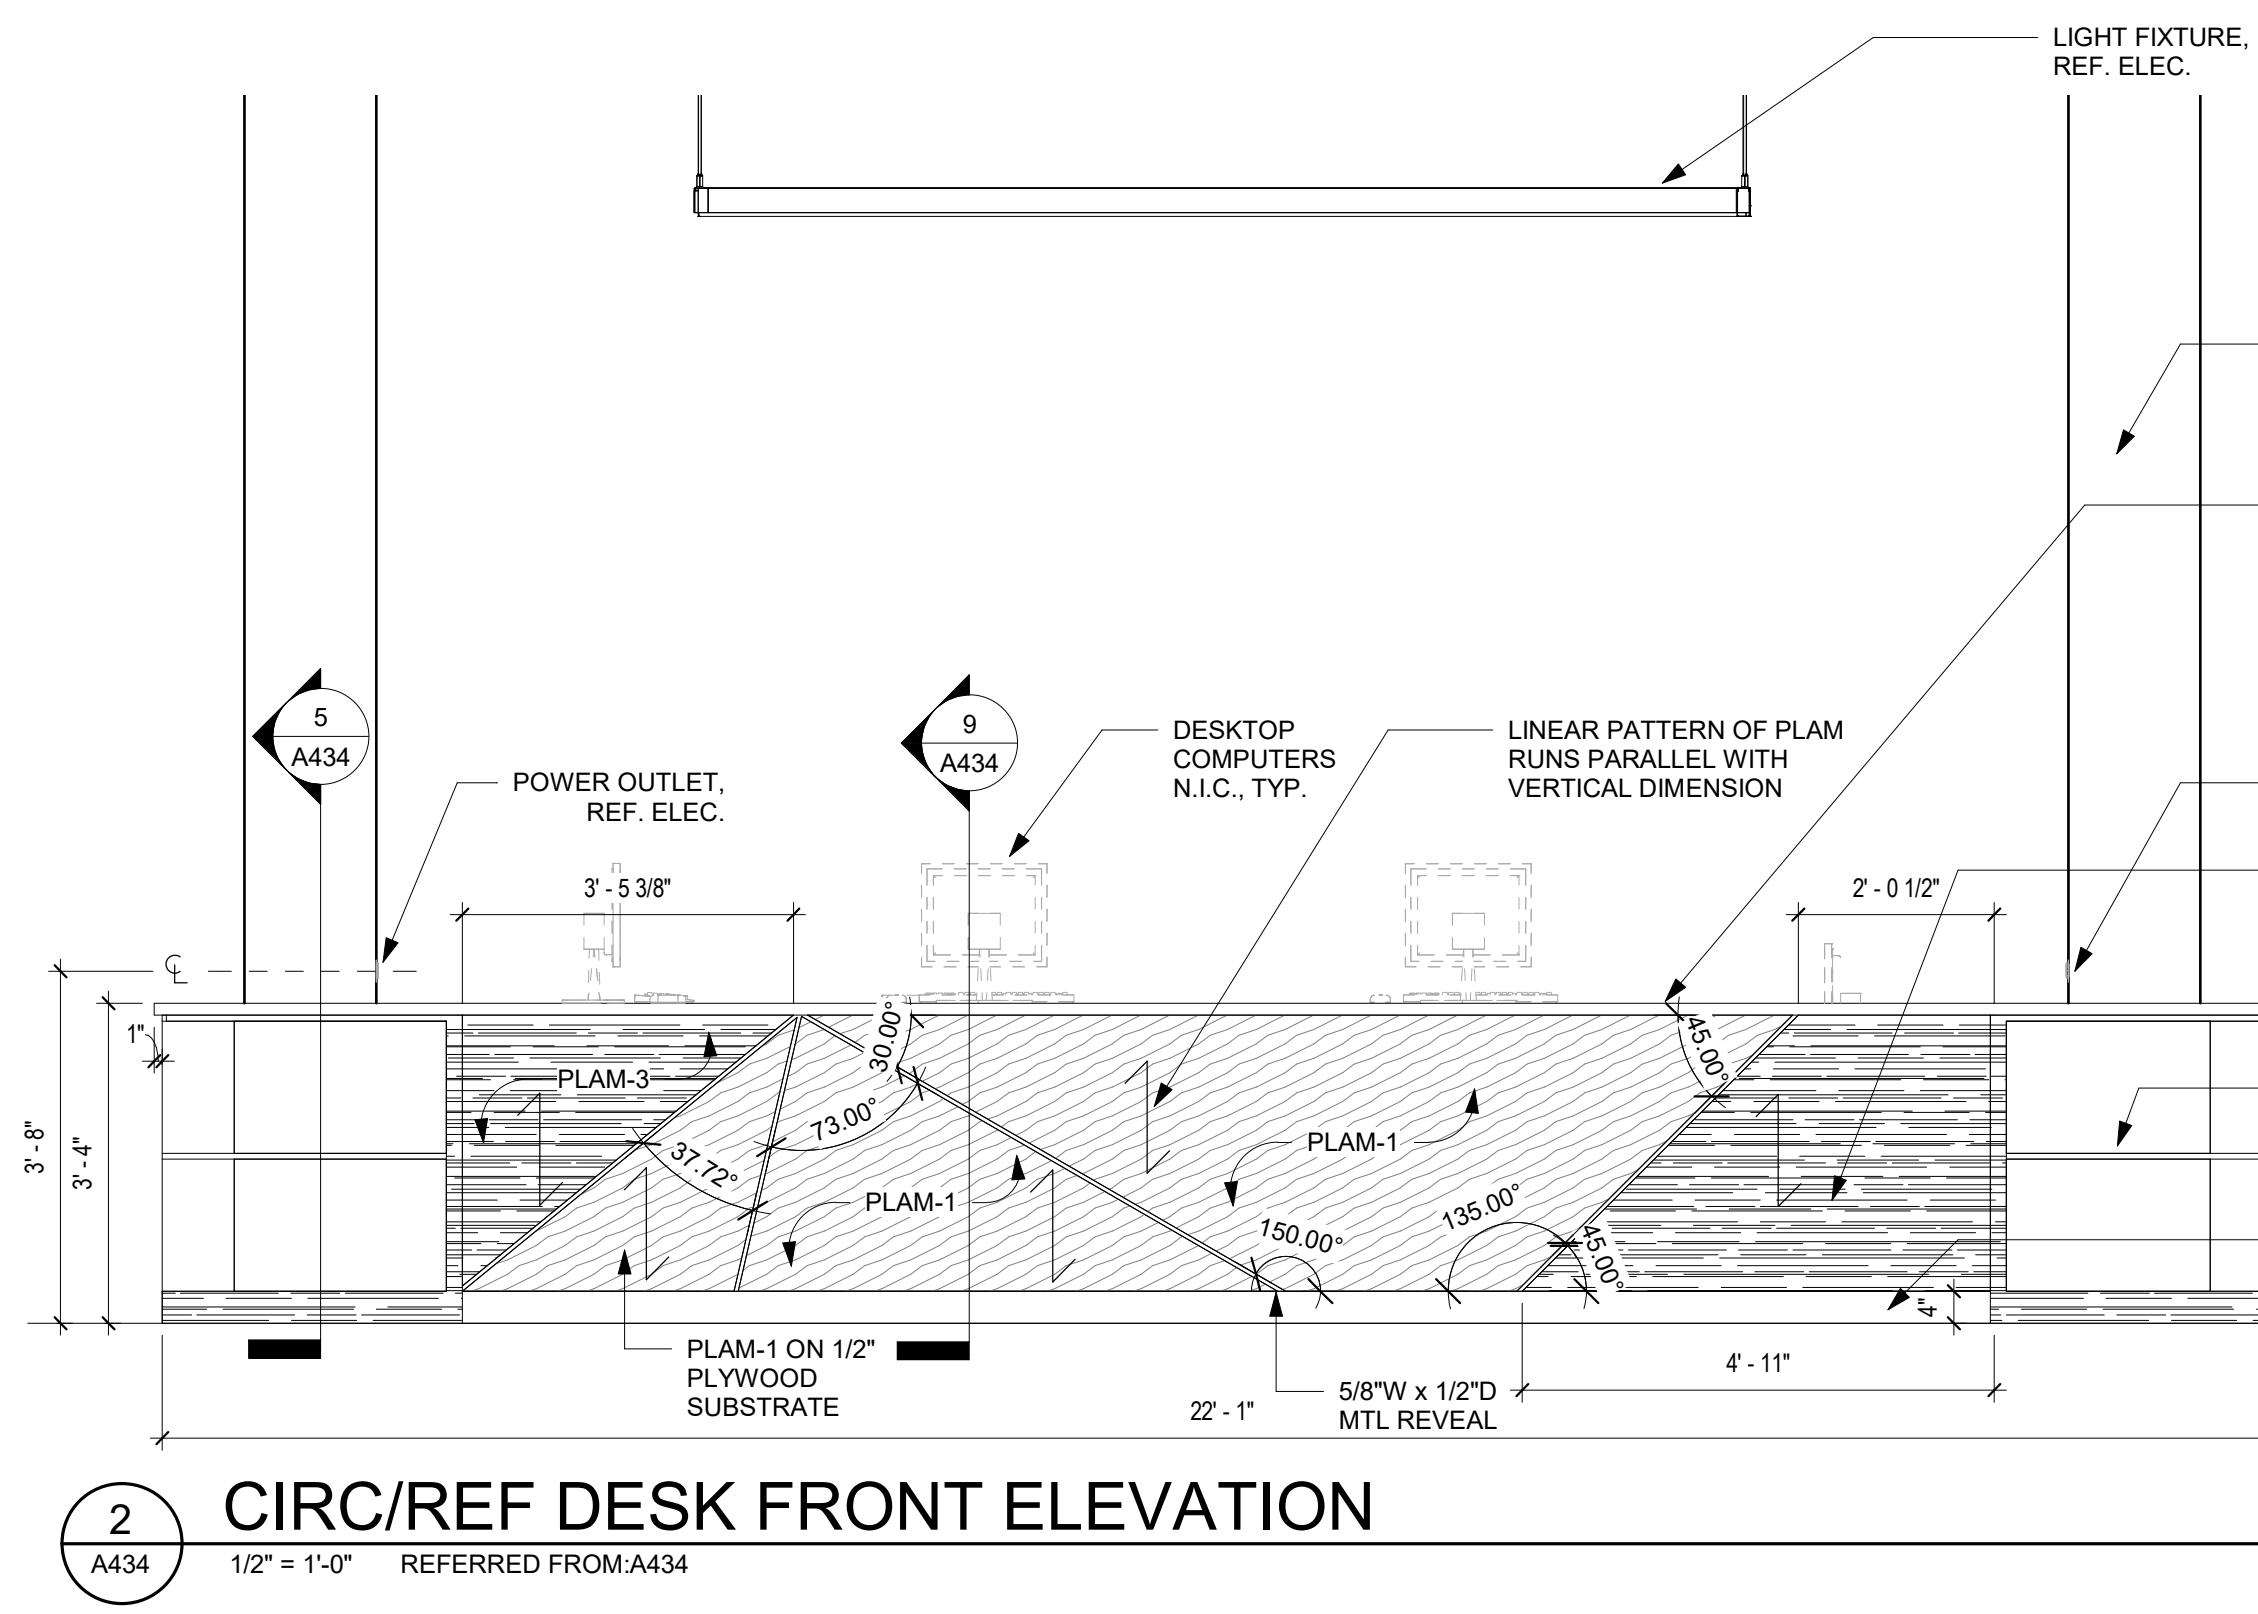 LIGHT FIXTURE,
REF. ELEC.
5
A434
9
A434
POWER OUTLET,
REF. ELEC.
DESKTOP
COMPUTERS
N.I.C., TYP.
LINEAR PATTERN OF PLAM
RUNS PARALLEL WITH
VERTICAL DIMENSION
3' - 5 3/8"
2' - 0 1/2"
℄
1"
3' - 8"
3' - 4"
30.00°
45.00°
PLAM-3
73.00°
37.72°
PLAM-1
PLAM-1
150.00°
135.00°
45.00°
4"
PLAM-1 ON 1/2"
PLYWOOD
SUBSTRATE
5/8"W x 1/2"D
MTL REVEAL
4' - 11"
22' - 1"
2
A434
CIRC/REF DESK FRONT ELEVATION
1/2" = 1'-0" REFERRED FROM:A434